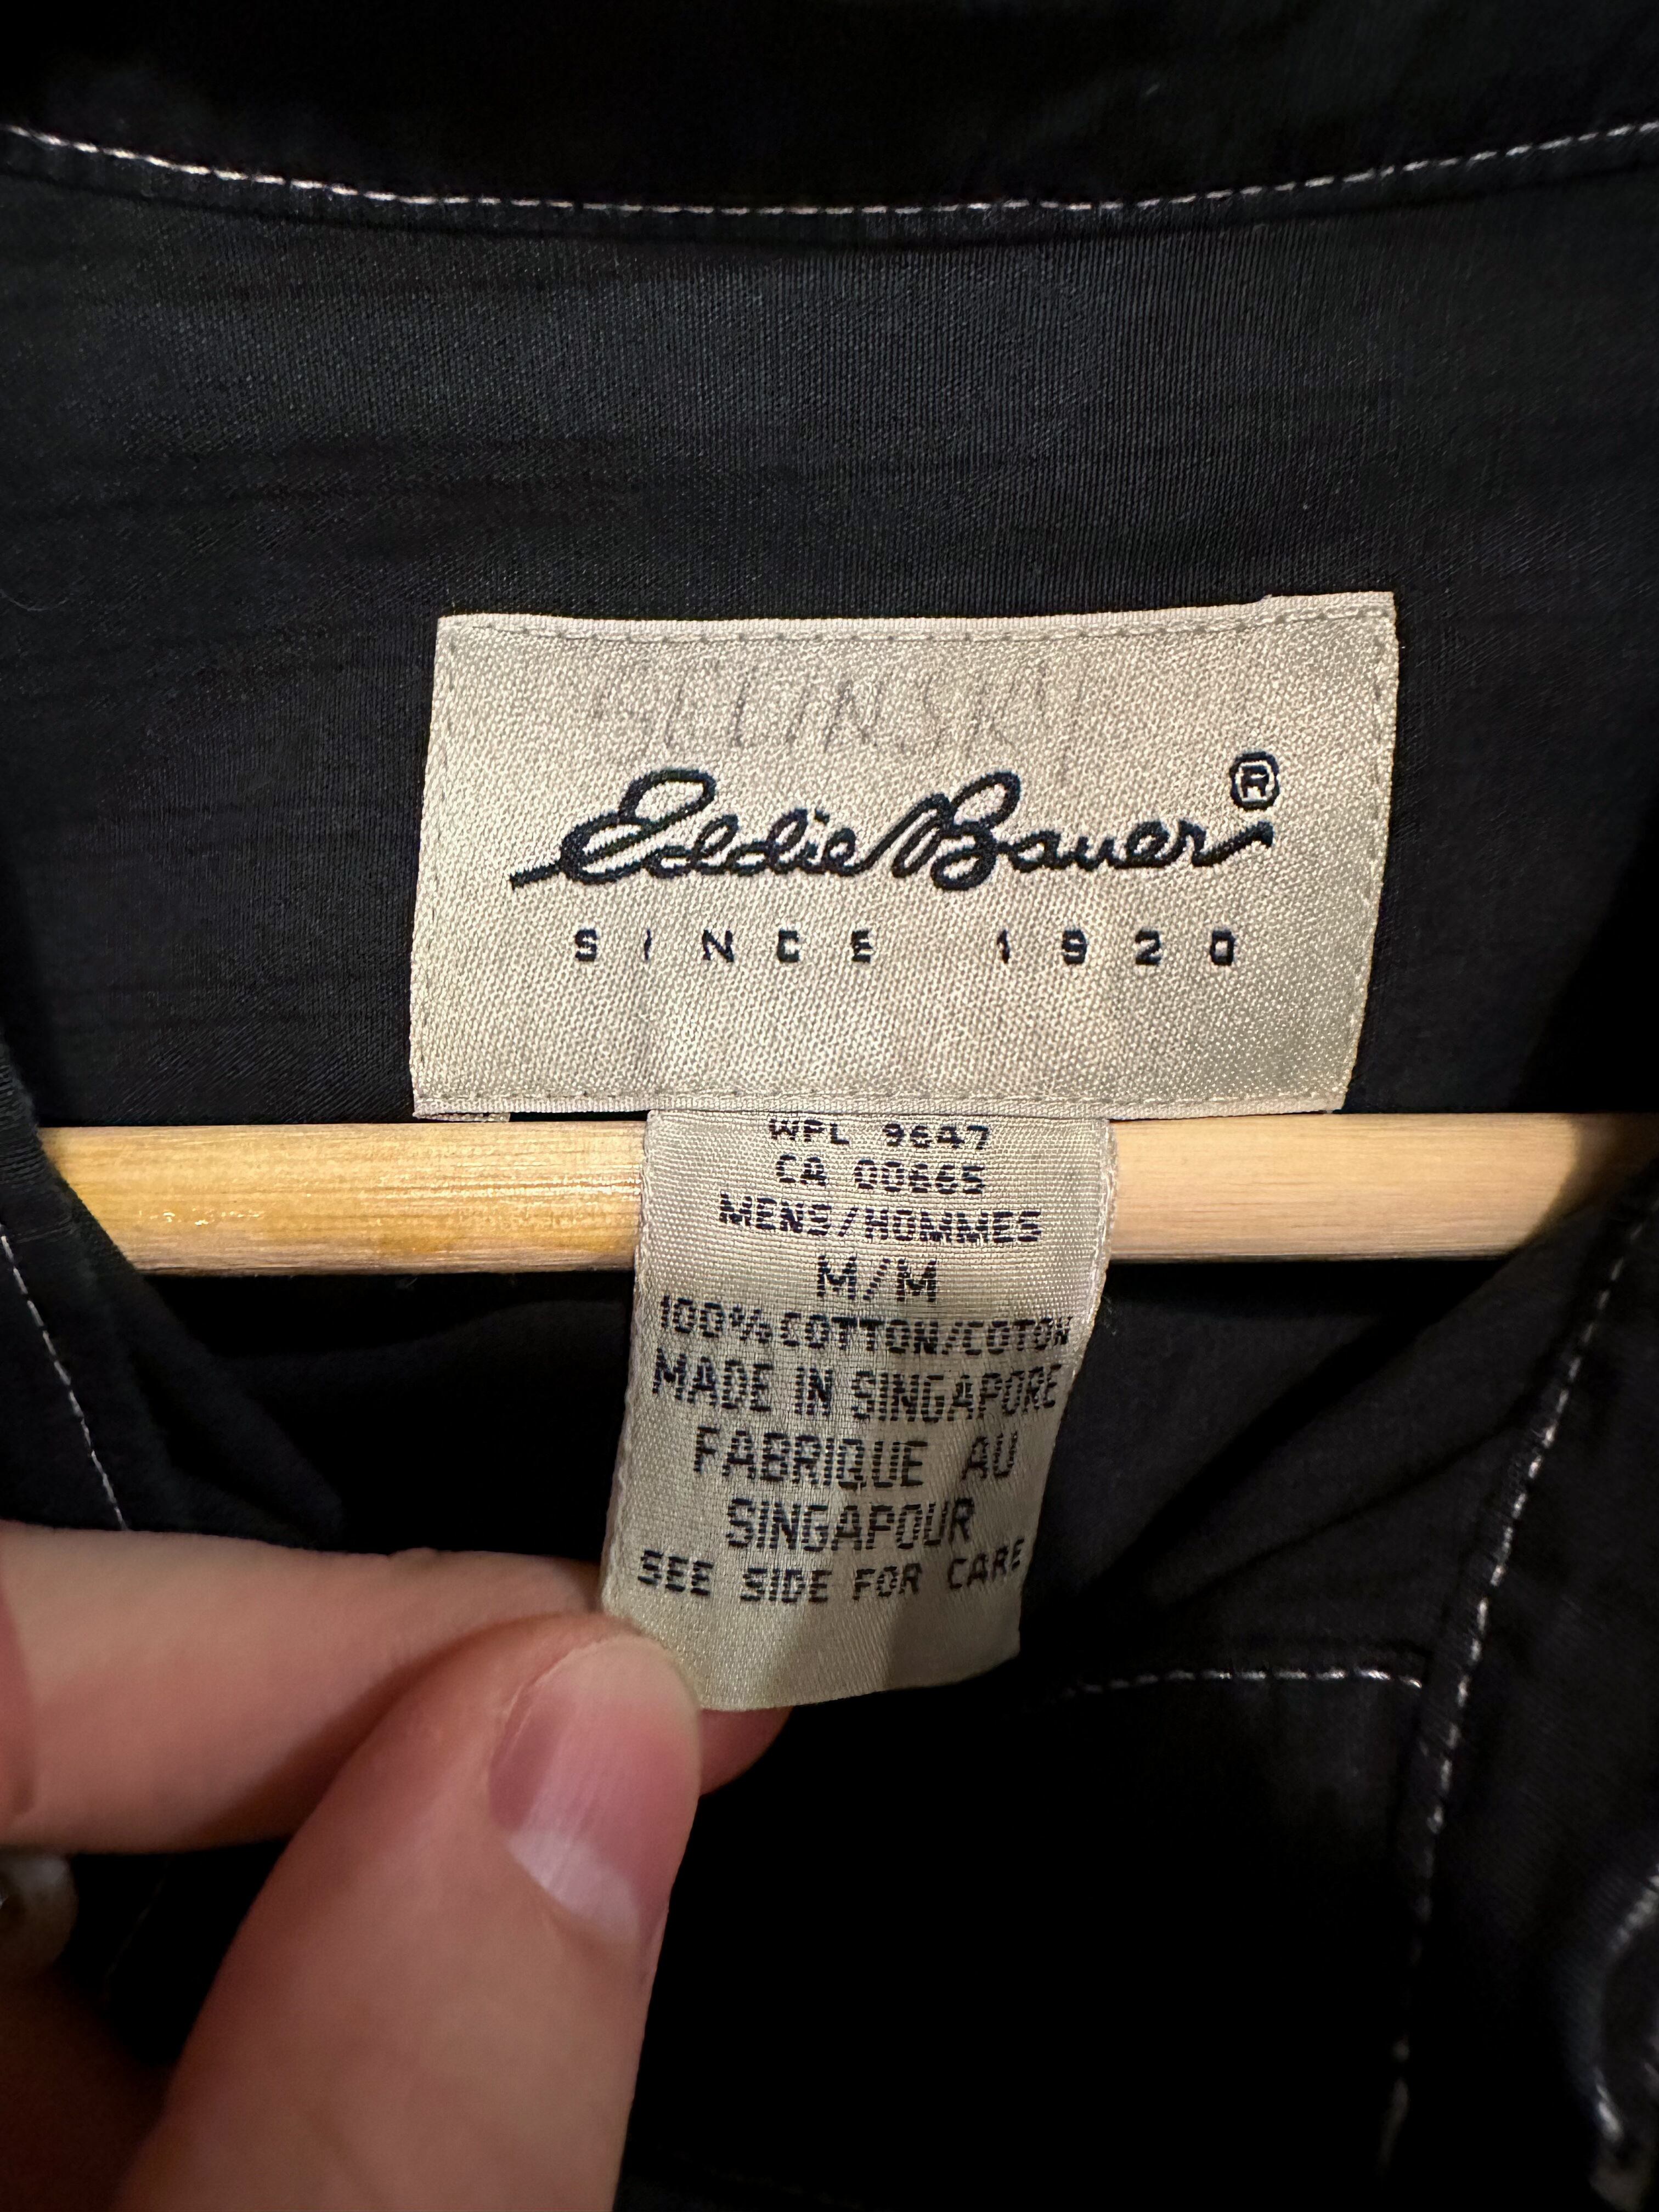 SELINSKY
Eddie Bauer®
SINCE 1920
WPL 9647
CA 00665
MENS/HOMMES
M/M
100% COTTON/COTON
MADE IN SINGAPORE
FABRIQUE AU
SINGAPOUR
SEE SIDE FOR CARE